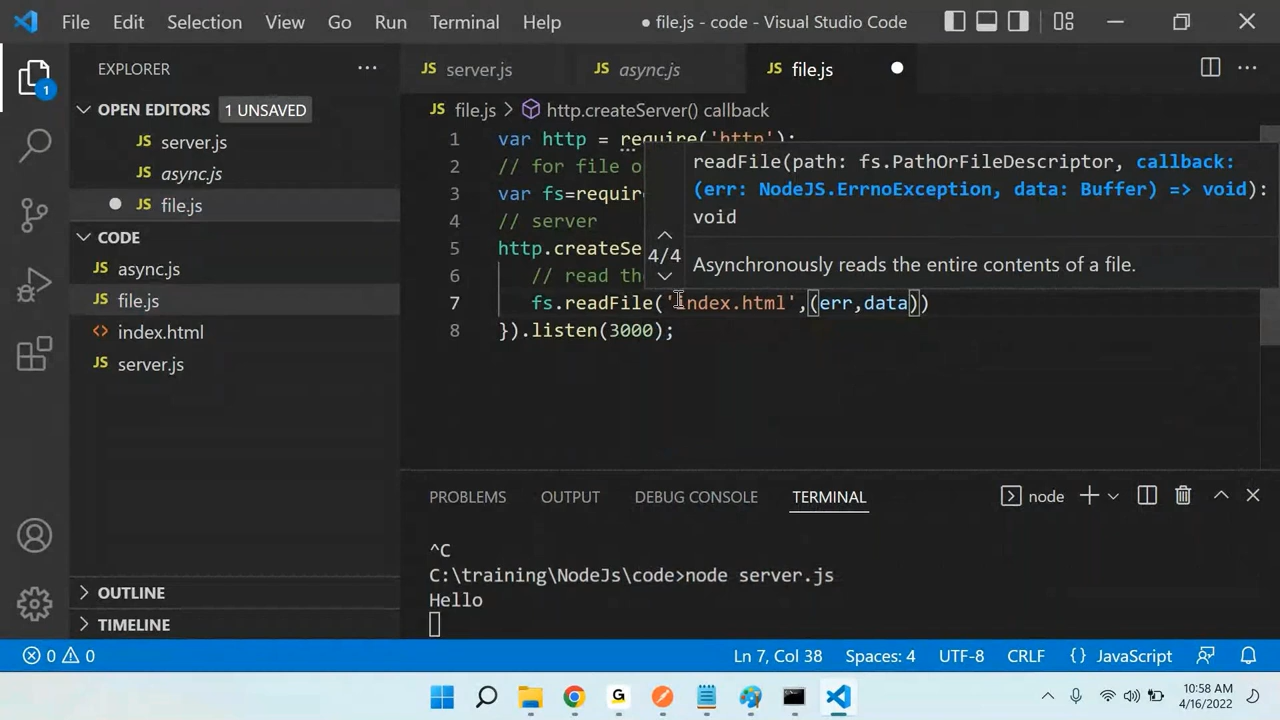 File Edit Selection View Go Run Terminal Help
● file.js - code - Visual Studio Code
EXPLORER
JS server.js
JS async.js
JS file.js
OPEN EDITORS 1 UNSAVED
JS server.js
JS async.js
JS file.js
CODE
JS async.js
JS file.js
<> index.html
JS server.js
OUTLINE
TIMELINE
1
JS file.js > http.createServer() callback
1 var http = require('http');
2 // for file o
3 var fs=requir
4 // server
5 http.createSe
6 // read th
7 fs.readFile('index.html',(err,data))
8 }).listen(3000);
4/4
readFile(path: fs.PathOrFileDescriptor, callback:
(err: NodeJS.ErrnoException, data: Buffer) => void):
void
Asynchronously reads the entire contents of a file.
PROBLEMS OUTPUT DEBUG CONSOLE TERMINAL
node
^C
C:\training\NodeJs\code>node server.js
Hello
0 0
Ln 7, Col 38 Spaces: 4 UTF-8 CRLF {} JavaScript
G
10:58 AM
4/16/2022